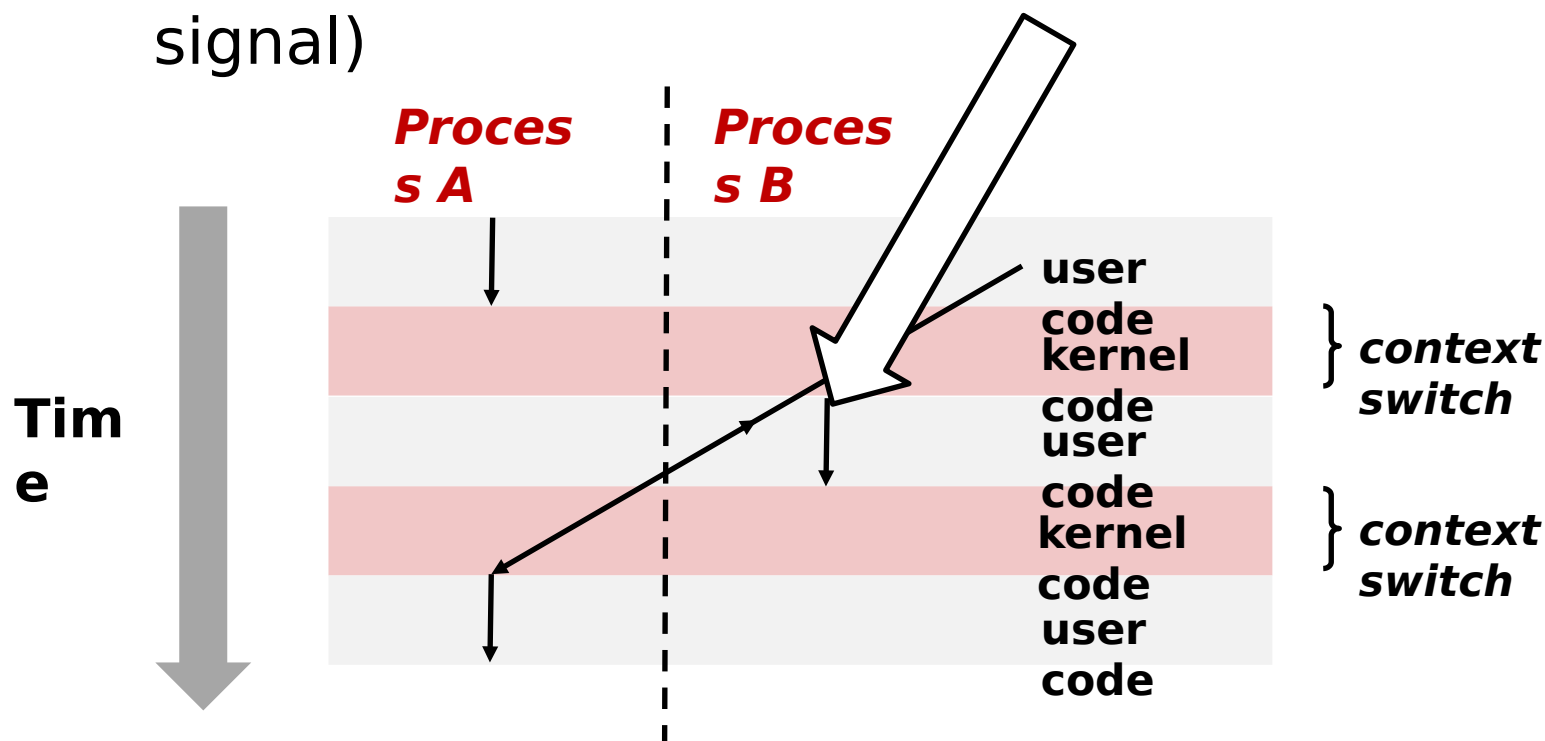 signal)
Proces
s A
Proces
s B
user
code
kernel
code
user
code
kernel
code
user
code
context
switch
context
switch
Tim
e